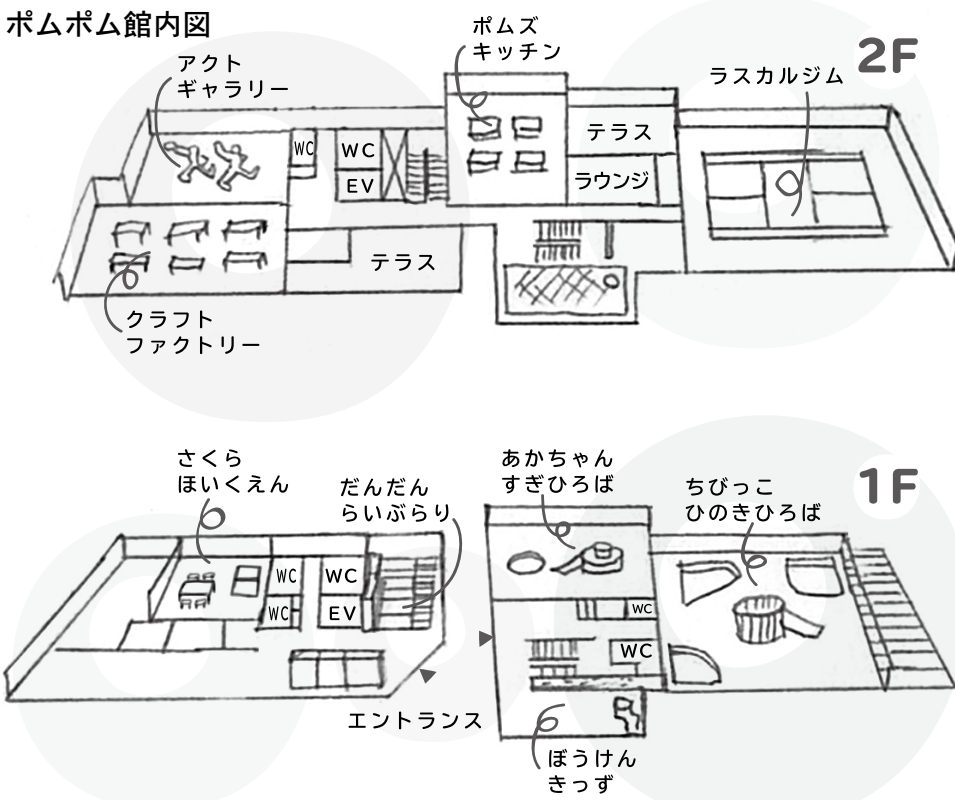 ポムポム館内図
2F
アクト
ギャラリー
ポムズ
キッチン
ラスカルジム
WC
WC
EV
テラス
ラウンジ
テラス
クラフト
ファクトリー
1F
さくら
ほいくえん
だんだん
らいぶらり
あかちゃん
すぎひろば
ちびっこ
ひのきひろば
WC
WC
WC
EV
WC
WC
エントランス
ぼうけん
きっず